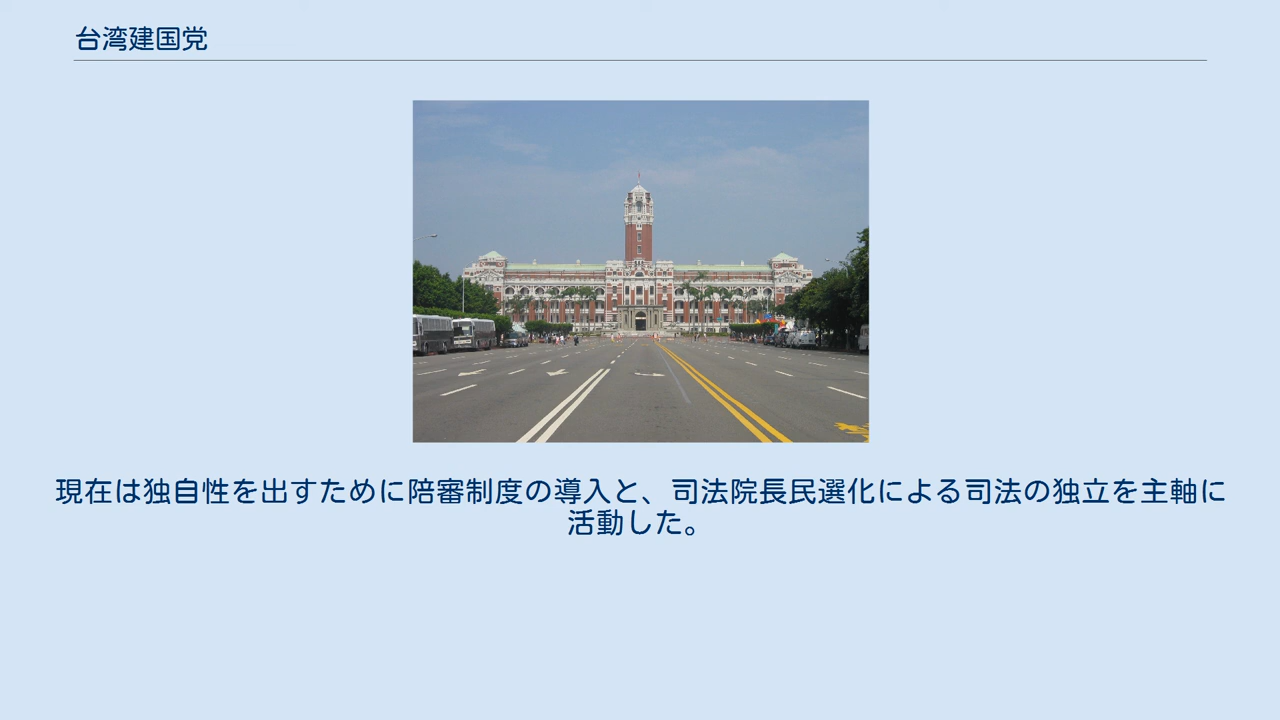 台湾建国党
現在は独自性を出すために陪審制度の導入と、司法院長民選化による司法の独立を主軸に
活動した。